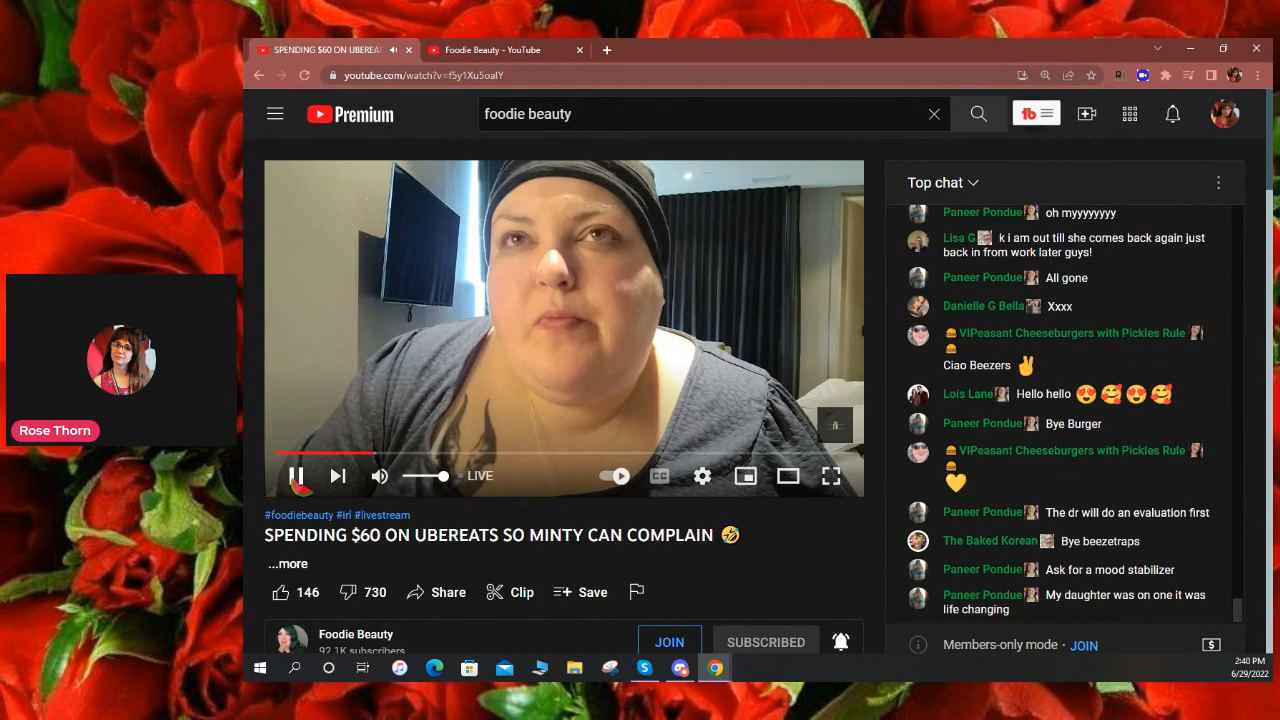 SPENDING $60 ON UBEREAT
Foodie Beauty - YouTube
youtube.com/watch?v=f5y1Xu5oaIY
Premium
foodie beauty
tb
Rose Thorn
LIVE
CC
#foodiebeauty #irl #livestream
SPENDING $60 ON UBEREATS SO MINTY CAN COMPLAIN 🤣
...more
146
730
Share
Clip
Save
Foodie Beauty
92.1K subscribers
JOIN
SUBSCRIBED
Top chat
Paneer Pondue oh myyyyyyy
Lisa G k i am out till she comes back again just
back in from work later guys!
Paneer Pondue All gone
Danielle G Bella Xxxx
🍔VIPeasant Cheeseburgers with Pickles Rule
🍔
Ciao Beezers ✌
Lois Lane Hello hello 😍🥰😍🥰
Paneer Pondue Bye Burger
🍔VIPeasant Cheeseburgers with Pickles Rule
🍔
💛
Paneer Pondue The dr will do an evaluation first
The Baked Korean Bye beezetraps
Paneer Pondue Ask for a mood stabilizer
Paneer Pondue My daughter was on one it was
life changing
Members-only mode · JOIN
2:40 PM
6/29/2022